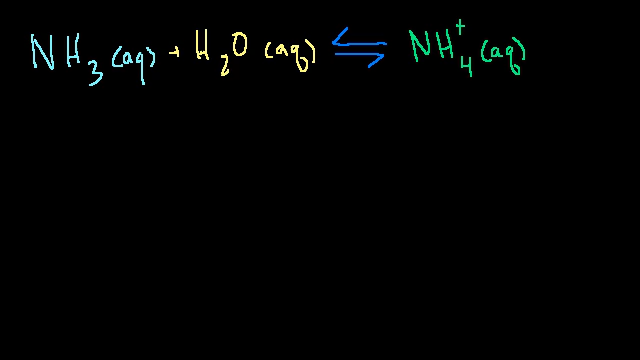 NH₃ (aq) + H₂O (aq) ⇌ NH₄⁺ (aq)